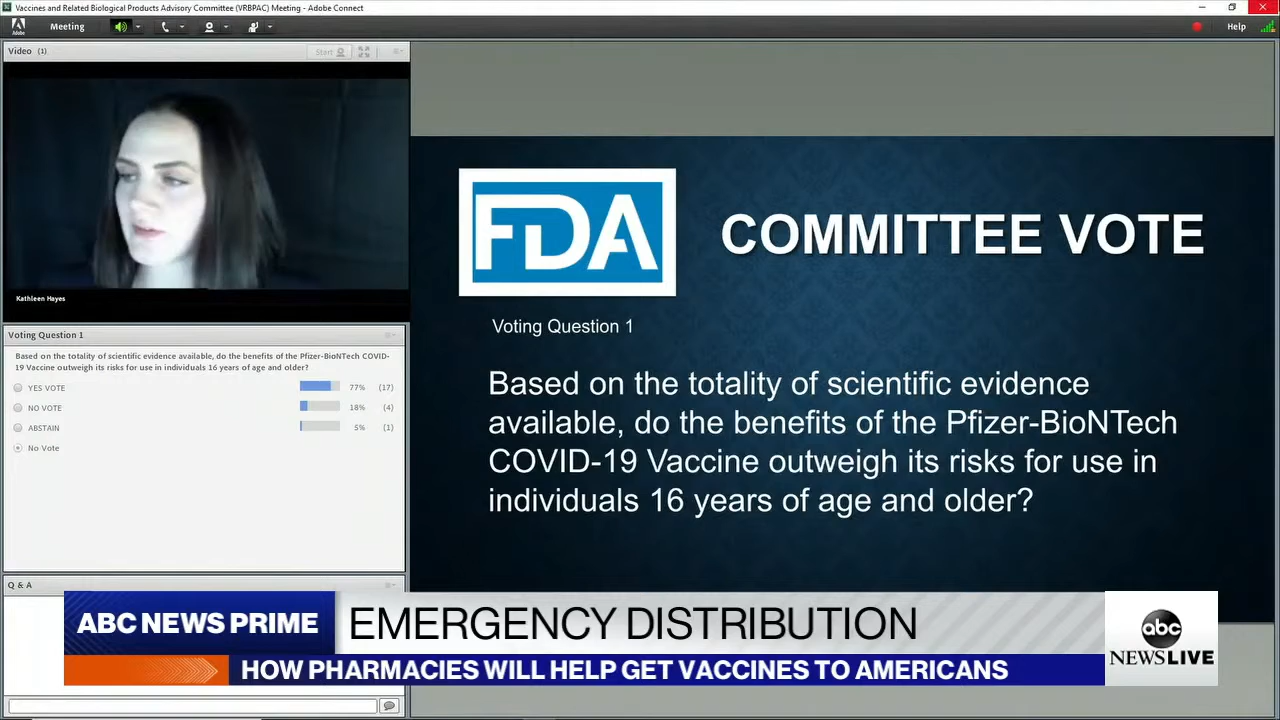 Vaccines and Related Biological Products Advisory Committee (VRBPAC) Meeting - Adobe Connect
Adobe
Meeting
Help
Video (1)
Start
Kathleen Hayes
Voting Question 1
Based on the totality of scientific evidence available, do the benefits of the Pfizer-BioNTech COVID-
19 Vaccine outweigh its risks for use in individuals 16 years of age and older?
YES VOTE 77% (17)
NO VOTE 18% (4)
ABSTAIN 5% (1)
No Vote
Q & A
FDA
COMMITTEE VOTE
Voting Question 1
Based on the totality of scientific evidence
available, do the benefits of the Pfizer-BioNTech
COVID-19 Vaccine outweigh its risks for use in
individuals 16 years of age and older?
ABC NEWS PRIME
EMERGENCY DISTRIBUTION
HOW PHARMACIES WILL HELP GET VACCINES TO AMERICANS
abc
NEWSLIVE